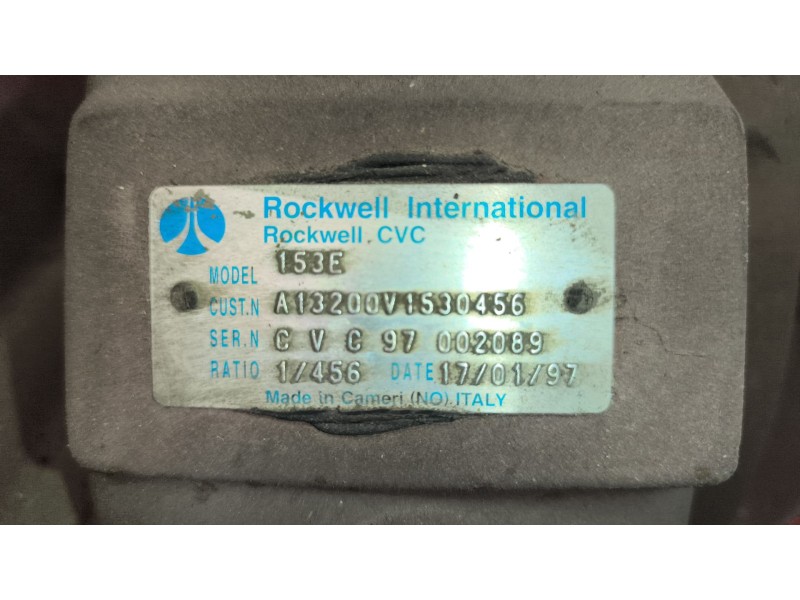 Rockwell International
Rockwell CVC
MODEL 153E
CUST.N A13200V1530456
SER.N C V C 97 002089
RATIO 1/456 DATE 17/01/97
Made in Cameri (NO) ITALY